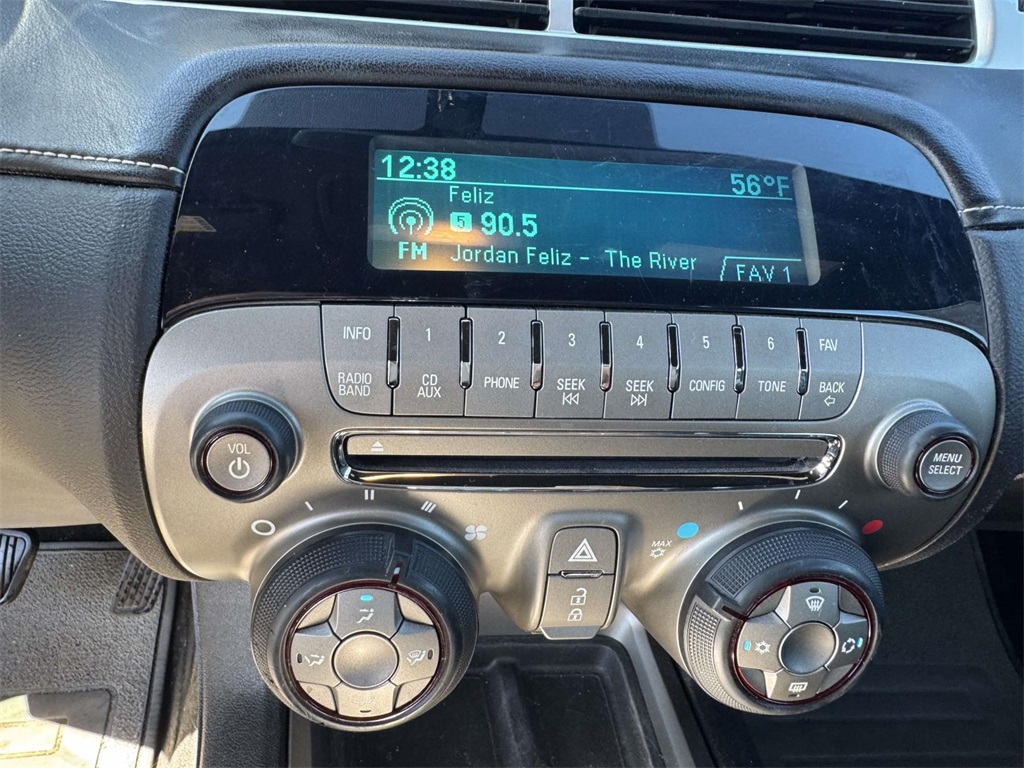 12:38
56°F
Feliz
5 90.5
FM
Jordan Feliz - The River
FAV 1
INFO
RADIO
BAND
1
CD
AUX
2
PHONE
3
SEEK
4
SEEK
5
CONFIG
6
TONE
FAV
BACK
VOL
MENU
SELECT
MAX